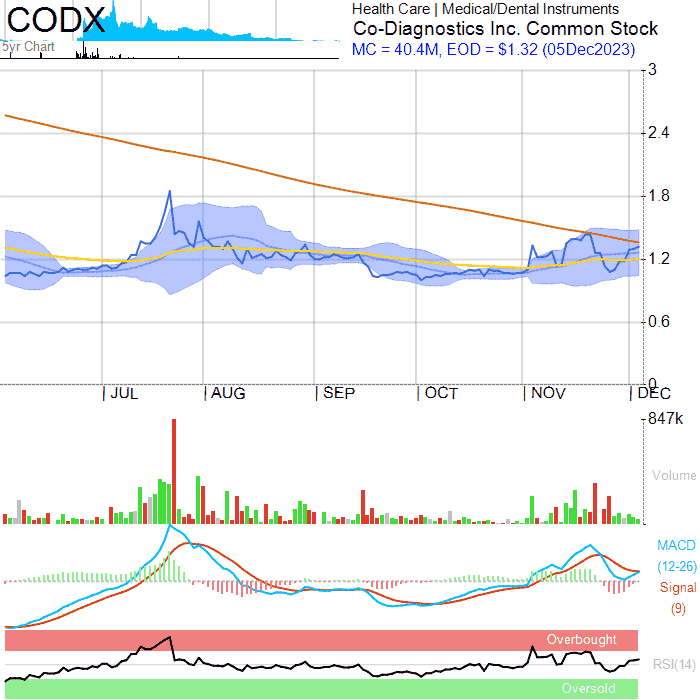 CODX
5yr Chart
Health Care | Medical/Dental Instruments
Co-Diagnostics Inc. Common Stock
MC = 40.4M, EOD = $1.32 (05Dec2023)
3
2.4
1.8
1.2
0.6
0
JUL AUG SEP OCT NOV DEC
847k
Volume
MACD
(12-26)
Signal
(9)
Overbought
RSI(14)
Oversold